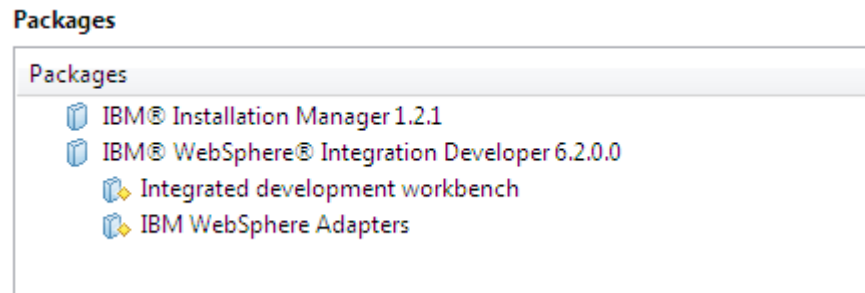 Packages
Packages
IBM® Installation Manager 1.2.1
IBM® WebSphere® Integration Developer 6.2.0.0
Integrated development workbench
IBM WebSphere Adapters